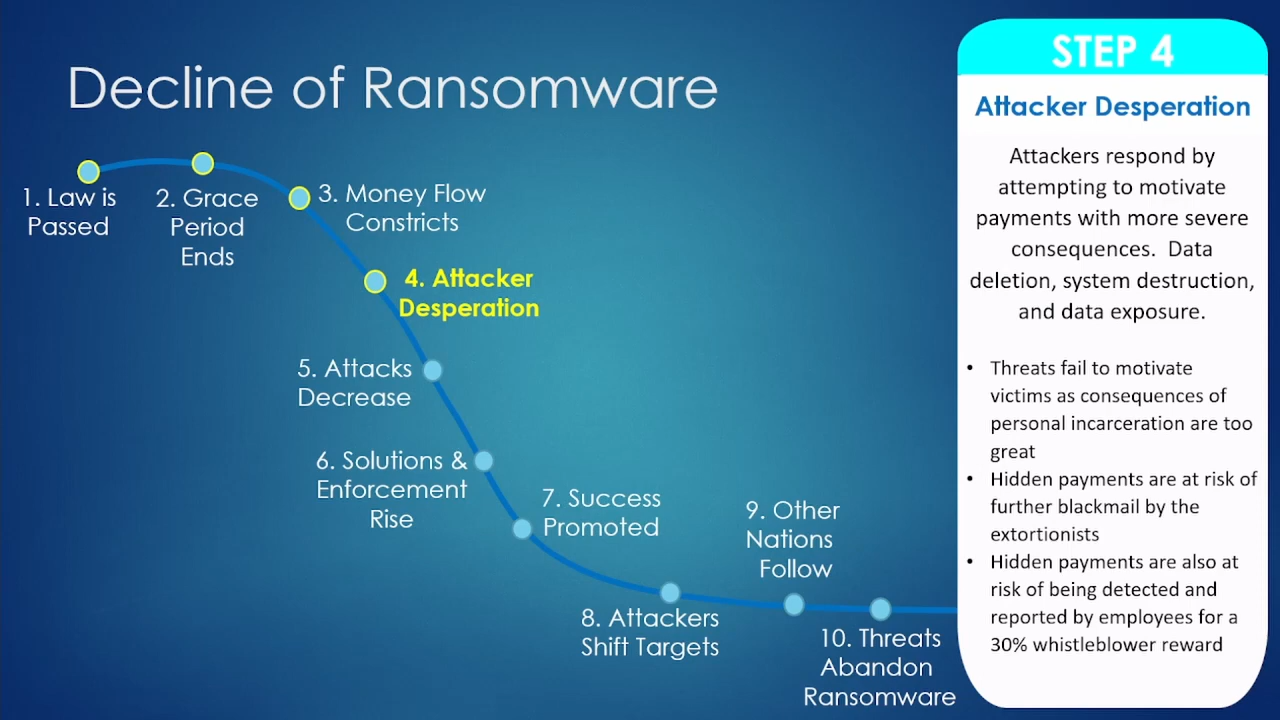 Decline of Ransomware
1. Law is
Passed
2. Grace
Period
Ends
3. Money Flow
Constricts
4. Attacker
Desperation
5. Attacks
Decrease
6. Solutions &
Enforcement
Rise
7. Success
Promoted
8. Attackers
Shift Targets
9. Other
Nations
Follow
10. Threats
Abandon
Ransomware
STEP 4
Attacker Desperation
Attackers respond by
attempting to motivate
payments with more severe
consequences. Data
deletion, system destruction,
and data exposure.
• Threats fail to motivate
victims as consequences of
personal incarceration are too
great
• Hidden payments are at risk of
further blackmail by the
extortionists
• Hidden payments are also at
risk of being detected and
reported by employees for a
30% whistleblower reward